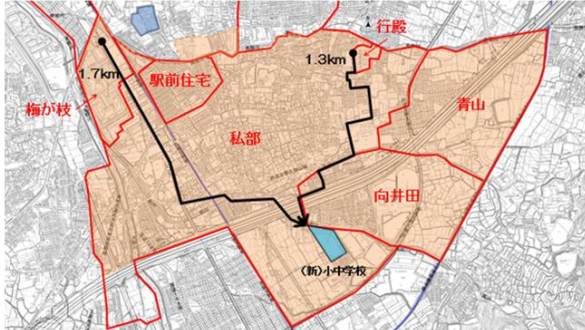 行殿
1.3km
1.7km
駅前住宅
青山
梅が枝
私部
向井田
(新)小中学校